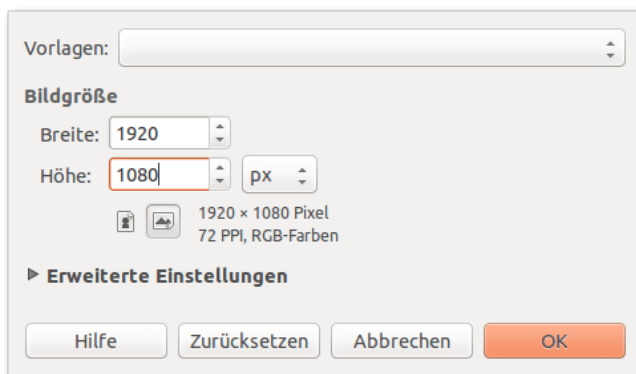 Vorlagen:
Bildgröße
Breite: 1920
Höhe: 1080 px
1920 × 1080 Pixel
72 PPI, RGB-Farben
Erweiterte Einstellungen
Hilfe Zurücksetzen Abbrechen OK